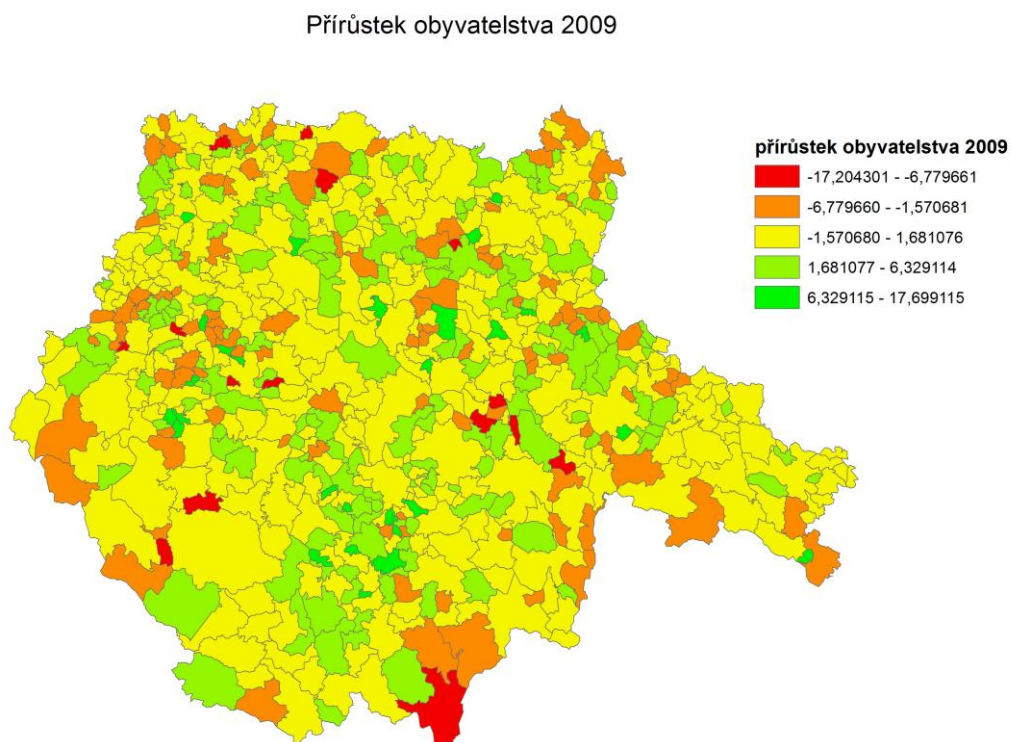 Přírůstek obyvatelstva 2009
přírůstek obyvatelstva 2009
-17,204301 - -6,779661
-6,779660 - -1,570681
-1,570680 - 1,681076
1,681077 - 6,329114
6,329115 - 17,699115